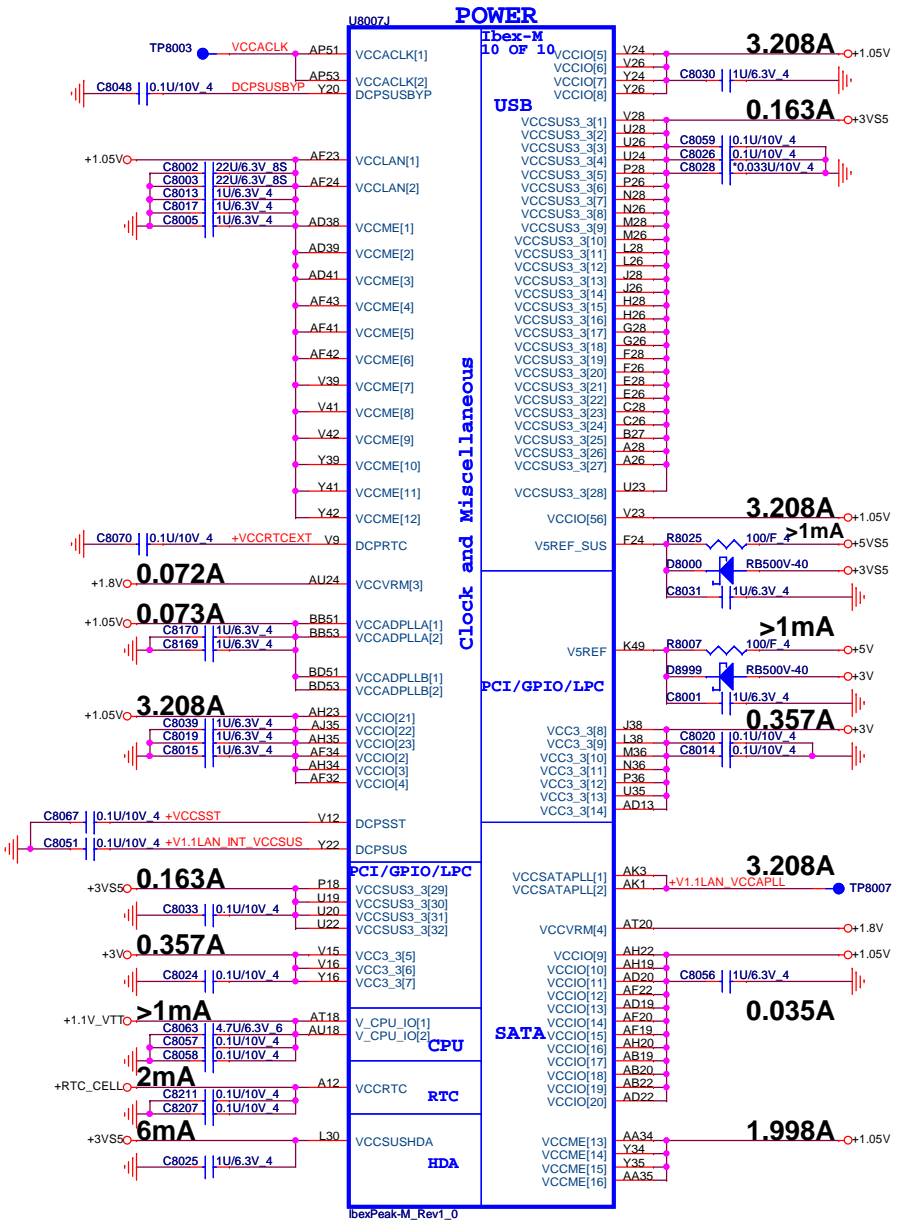 POWER
U8007J
Ibex-M
10 OF 10
TP8003 VCCACLK AP51 VCCACLK[1]
AP53 VCCACLK[2]
C8048 0.1U/10V_4 DCPSUSBYP Y20 DCPSUSBYP
+1.05V AF23 VCCLAN[1]
C8002 22U/6.3V_8S
C8003 22U/6.3V_8S AF24 VCCLAN[2]
C8013 1U/6.3V_4
C8017 1U/6.3V_4
C8005 1U/6.3V_4 AD38 VCCME[1]
AD39 VCCME[2]
AD41 VCCME[3]
AF43 VCCME[4]
AF41 VCCME[5]
AF42 VCCME[6]
V39 VCCME[7]
V41 VCCME[8]
V42 VCCME[9]
Y39 VCCME[10]
Y41 VCCME[11]
Y42 VCCME[12]
C8070 0.1U/10V_4 +VCCRTCEXT V9 DCPRTC
+1.8V 0.072A AU24 VCCVRM[3]
+1.05V 0.073A BB51 VCCADPLLA[1]
C8170 1U/6.3V_4 BB53 VCCADPLLA[2]
C8169 1U/6.3V_4
BD51 VCCADPLLB[1]
BD53 VCCADPLLB[2]
+1.05V 3.208A AH23 VCCIO[21]
C8039 1U/6.3V_4 AJ35 VCCIO[22]
C8019 1U/6.3V_4 AH35 VCCIO[23]
C8015 1U/6.3V_4 AF34 VCCIO[2]
AH34 VCCIO[3]
AF32 VCCIO[4]
C8067 0.1U/10V_4 +VCCSST V12 DCPSST
C8051 0.1U/10V_4 +V1.1LAN_INT_VCCSUS Y22 DCPSUS
PCI/GPIO/LPC
+3VS5 0.163A P18 VCCSUS3_3[29]
U19 VCCSUS3_3[30]
C8033 0.1U/10V_4 U20 VCCSUS3_3[31]
U22 VCCSUS3_3[32]
+3V 0.357A V15 VCC3_3[5]
V16 VCC3_3[6]
C8024 0.1U/10V_4 Y16 VCC3_3[7]
+1.1V_VTT >1mA AT18 V_CPU_IO[1]
C8063 4.7U/6.3V_6 AU18 V_CPU_IO[2]
C8057 0.1U/10V_4 CPU
C8058 0.1U/10V_4
+RTC_CELL 2mA A12 VCCRTC
C8211 0.1U/10V_4 RTC
C8207 0.1U/10V_4
+3VS5 6mA L30 VCCSUSHDA
C8025 1U/6.3V_4 HDA
Clock and Miscellaneous
USB
VCCIO[5] V24 3.208A +1.05V
VCCIO[6] V26
VCCIO[7] Y24 C8030 1U/6.3V_4
VCCIO[8] Y26
VCCSUS3_3[1] V28 0.163A +3VS5
VCCSUS3_3[2] U28
VCCSUS3_3[3] U26 C8059 0.1U/10V_4
VCCSUS3_3[4] U24 C8026 0.1U/10V_4
VCCSUS3_3[5] P28 C8028 *0.033U/10V_4
VCCSUS3_3[6] P26
VCCSUS3_3[7] N28
VCCSUS3_3[8] N26
VCCSUS3_3[9] M28
VCCSUS3_3[10] M26
VCCSUS3_3[11] L28
VCCSUS3_3[12] L26
VCCSUS3_3[13] J28
VCCSUS3_3[14] J26
VCCSUS3_3[15] H28
VCCSUS3_3[16] H26
VCCSUS3_3[17] G28
VCCSUS3_3[18] G26
VCCSUS3_3[19] F28
VCCSUS3_3[20] F26
VCCSUS3_3[21] E28
VCCSUS3_3[22] E26
VCCSUS3_3[23] C28
VCCSUS3_3[24] C26
VCCSUS3_3[25] B27
VCCSUS3_3[26] A28
VCCSUS3_3[27] A26
VCCSUS3_3[28] U23
VCCIO[56] V23 3.208A +1.05V
>1mA
V5REF_SUS F24 R8025 100/F_4 +5VS5
D8000 RB500V-40 +3VS5
C8031 1U/6.3V_4
>1mA
V5REF K49 R8007 100/F_4 +5V
D8999 RB500V-40 +3V
PCI/GPIO/LPC
C8001 1U/6.3V_4
VCC3_3[8] J38 0.357A +3V
VCC3_3[9] L38 C8020 0.1U/10V_4
VCC3_3[10] M36 C8014 0.1U/10V_4
VCC3_3[11] N36
VCC3_3[12] P36
VCC3_3[13] U35
VCC3_3[14] AD13
VCCSATAPLL[1] AK3 3.208A
VCCSATAPLL[2] AK1 +V1.1LAN_VCCAPLL TP8007
VCCVRM[4] AT20 +1.8V
VCCIO[9] AH22 +1.05V
VCCIO[10] AH19
VCCIO[11] AD20 C8056 1U/6.3V_4
VCCIO[12] AF22
VCCIO[13] AD19 0.035A
VCCIO[14] AF20
SATA VCCIO[15] AF19
VCCIO[16] AH20
VCCIO[17] AB19
VCCIO[18] AB20
VCCIO[19] AB22
VCCIO[20] AD22
VCCME[13] AA34 1.998A +1.05V
VCCME[14] Y34
VCCME[15] Y35
VCCME[16] AA35
IbexPeak-M_Rev1_0